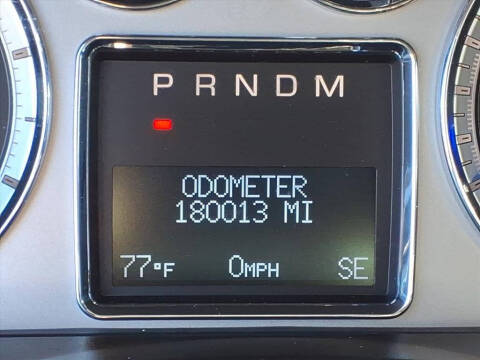 P R N D M
ODOMETER
180013 MI
77°F 0MPH SE